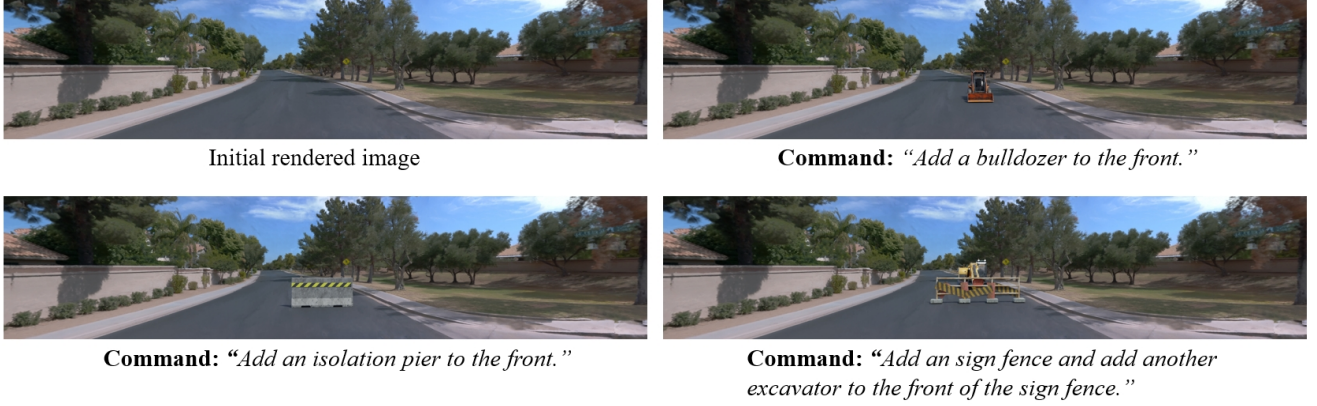 Initial rendered image
Command: “Add a bulldozer to the front.”
Command: “Add an isolation pier to the front.”
Command: “Add an sign fence and add another
excavator to the front of the sign fence.”